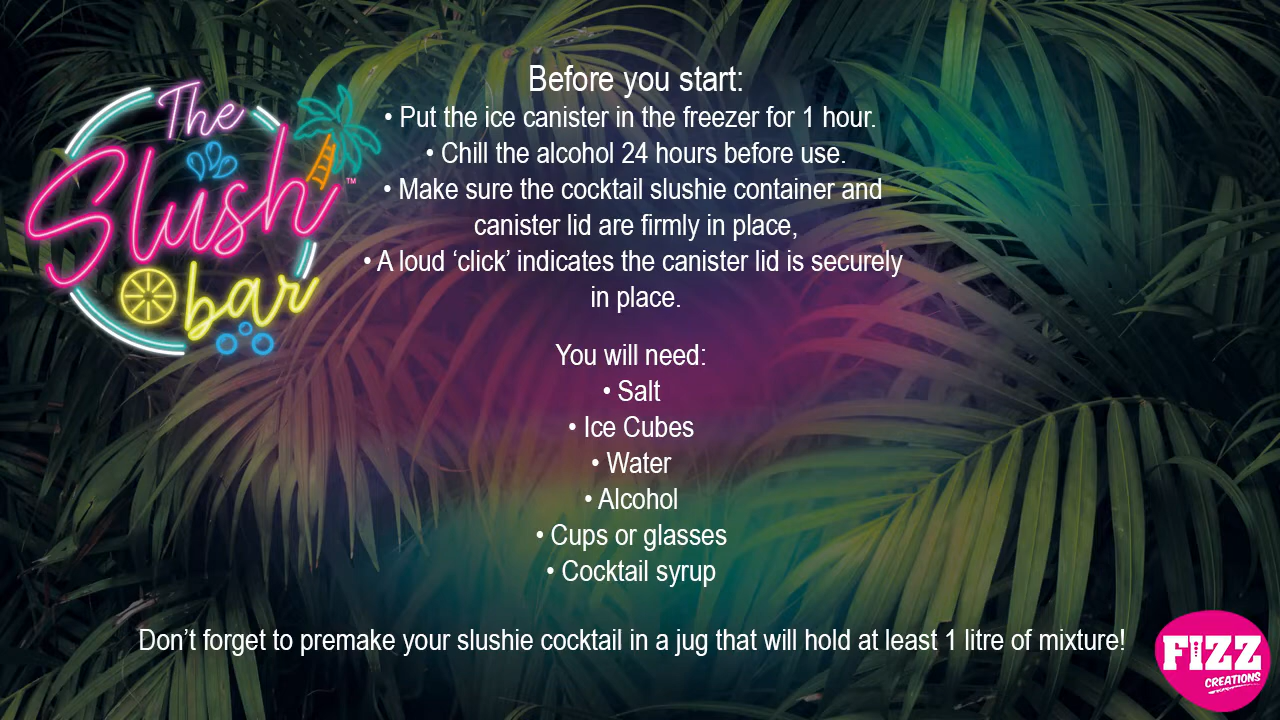 The
Slush
bar
™
Before you start:
• Put the ice canister in the freezer for 1 hour.
• Chill the alcohol 24 hours before use.
• Make sure the cocktail slushie container and
canister lid are firmly in place,
• A loud ‘click’ indicates the canister lid is securely
in place.
You will need:
• Salt
• Ice Cubes
• Water
• Alcohol
• Cups or glasses
• Cocktail syrup
Don’t forget to premake your slushie cocktail in a jug that will hold at least 1 litre of mixture!
FIZZ
CREATIONS